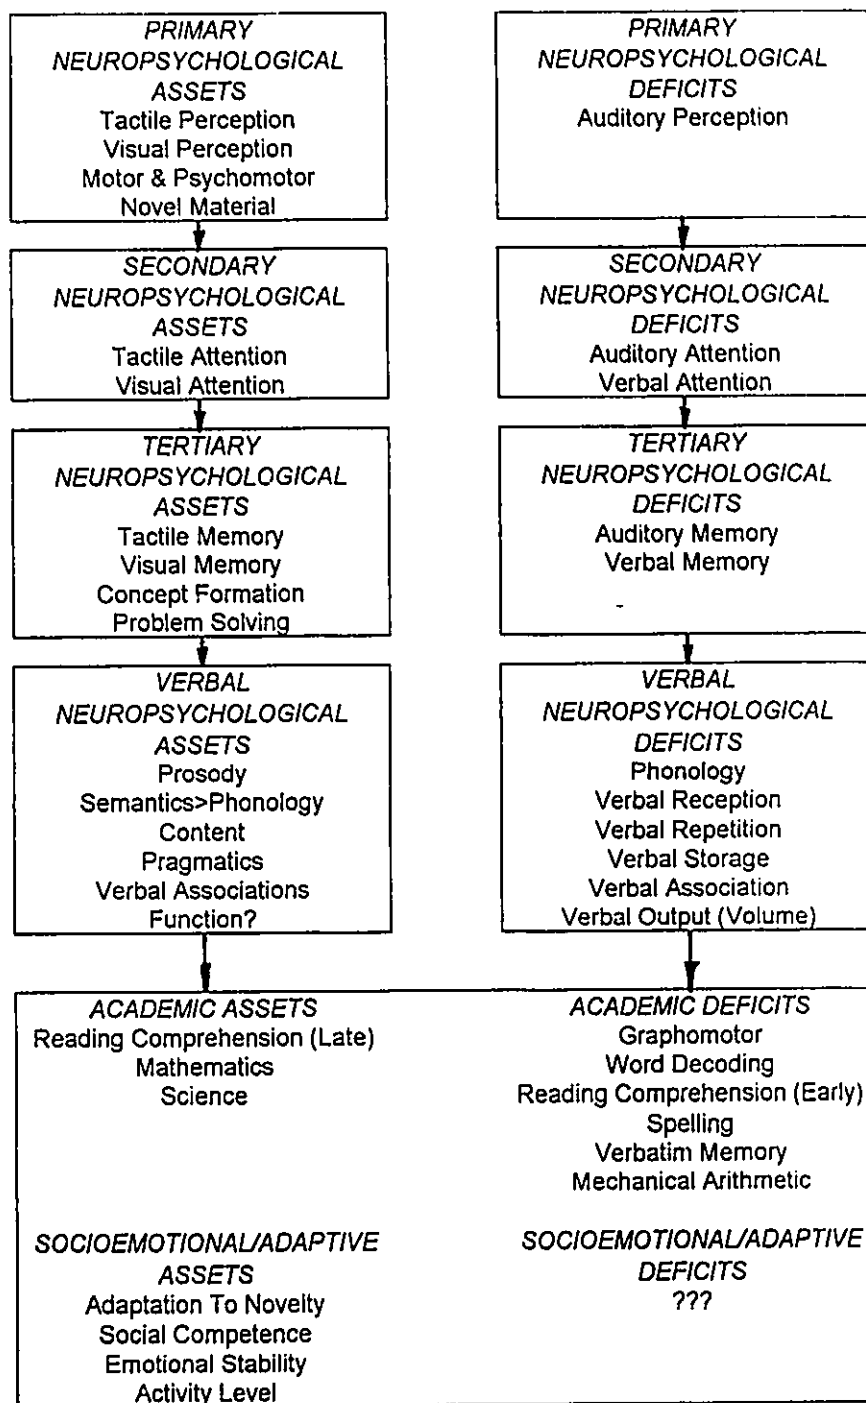 PRIMARY
NEUROPSYCHOLOGICAL
ASSETS
Tactile Perception
Visual Perception
Motor & Psychomotor
Novel Material
SECONDARY
NEUROPSYCHOLOGICAL
ASSETS
Tactile Attention
Visual Attention
TERTIARY
NEUROPSYCHOLOGICAL
ASSETS
Tactile Memory
Visual Memory
Concept Formation
Problem Solving
VERBAL
NEUROPSYCHOLOGICAL
ASSETS
Prosody
Semantics>Phonology
Content
Pragmatics
Verbal Associations
Function?
ACADEMIC ASSETS
Reading Comprehension (Late)
Mathematics
Science
SOCIOEMOTIONAL/ADAPTIVE
ASSETS
Adaptation To Novelty
Social Competence
Emotional Stability
Activity Level
PRIMARY
NEUROPSYCHOLOGICAL
DEFICITS
Auditory Perception
SECONDARY
NEUROPSYCHOLOGICAL
DEFICITS
Auditory Attention
Verbal Attention
TERTIARY
NEUROPSYCHOLOGICAL
DEFICITS
Auditory Memory
Verbal Memory
VERBAL
NEUROPSYCHOLOGICAL
DEFICITS
Phonology
Verbal Reception
Verbal Repetition
Verbal Storage
Verbal Association
Verbal Output (Volume)
ACADEMIC DEFICITS
Graphomotor
Word Decoding
Reading Comprehension (Early)
Spelling
Verbatim Memory
Mechanical Arithmetic
SOCIOEMOTIONAL/ADAPTIVE
DEFICITS
???